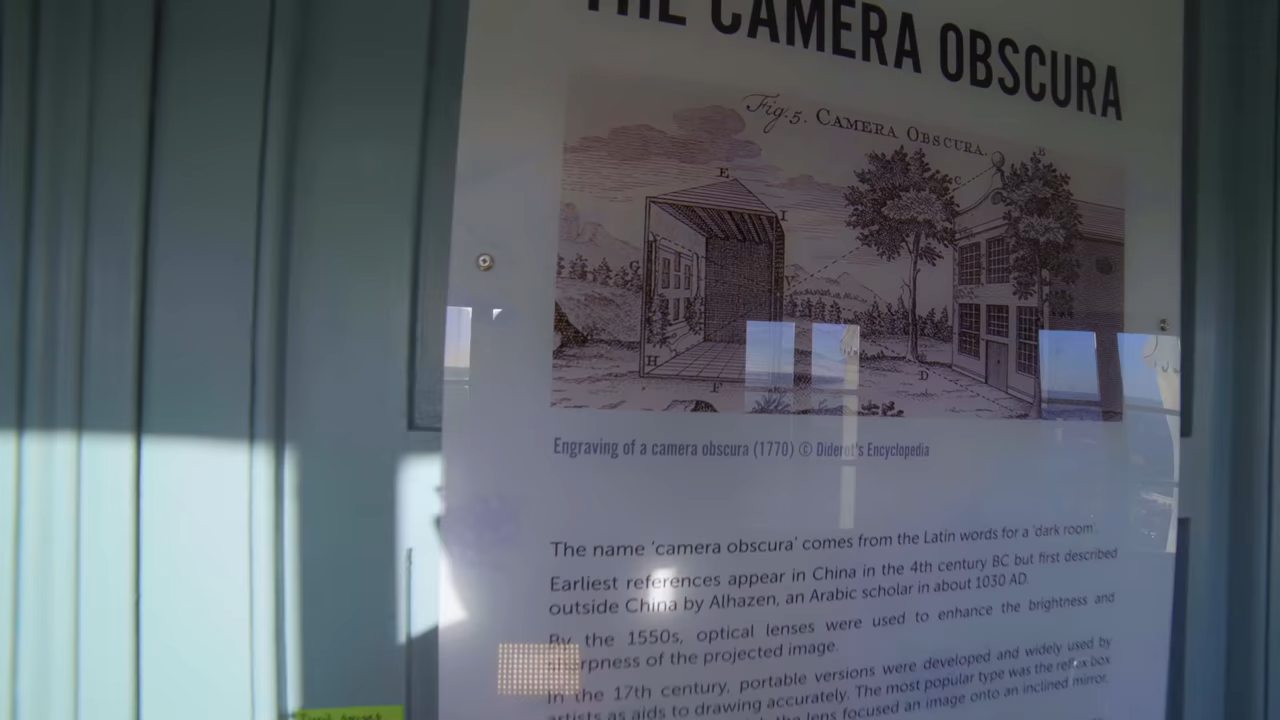 THE CAMERA OBSCURA
Fig. 5. CAMERA OBSCURA.
B
C
E
I
G
V
H
F
D
Engraving of a camera obscura (1770) © Diderot's Encyclopedia
The name 'camera obscura' comes from the Latin words for a 'dark room'.
Earliest references appear in China in the 4th century BC but first described
outside China by Alhazen, an Arabic scholar in about 1030 AD.
By the 1550s, optical lenses were used to enhance the brightness and
sharpness of the projected image.
In the 17th century, portable versions were developed and widely used by
artists as aids to drawing accurately. The most popular type was the reflex box
the lens focused an image onto an inclined mirror,